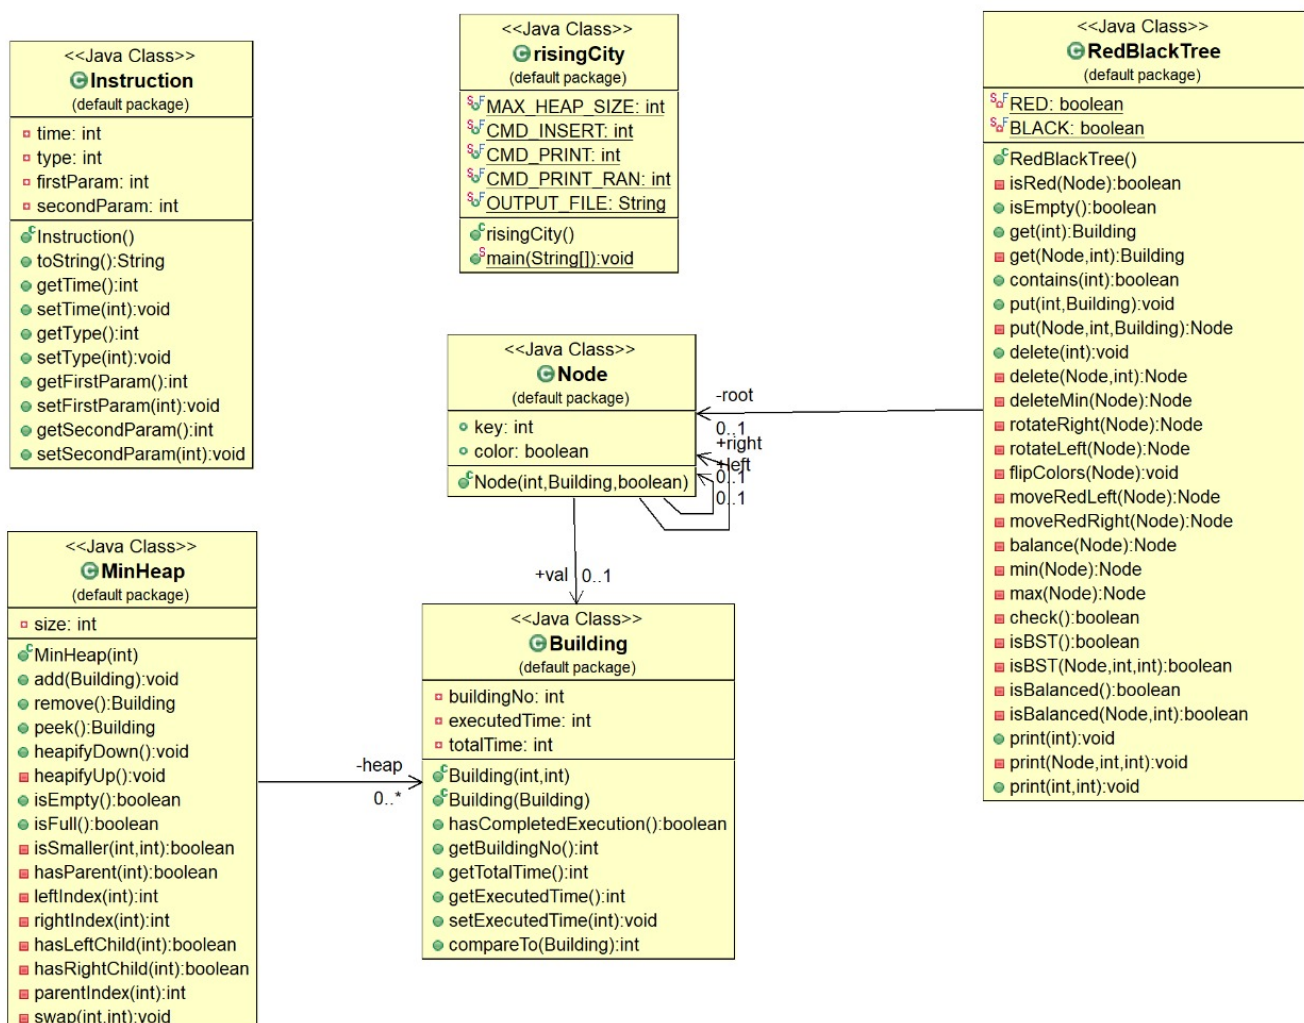 <<Java Class>>
Instruction
(default package)
time: int
type: int
firstParam: int
secondParam: int
Instruction()
toString():String
getTime():int
setTime(int):void
getType():int
setType(int):void
getFirstParam():int
setFirstParam(int):void
getSecondParam():int
setSecondParam(int):void
<<Java Class>>
risingCity
(default package)
MAX_HEAP_SIZE: int
CMD_INSERT: int
CMD_PRINT: int
CMD_PRINT_RAN: int
OUTPUT_FILE: String
risingCity()
main(String[]):void
<<Java Class>>
RedBlackTree
(default package)
RED: boolean
BLACK: boolean
RedBlackTree()
isRed(Node):boolean
isEmpty():boolean
get(int):Building
get(Node,int):Building
contains(int):boolean
put(int,Building):void
put(Node,int,Building):Node
delete(int):void
delete(Node,int):Node
deleteMin(Node):Node
rotateRight(Node):Node
rotateLeft(Node):Node
flipColors(Node):void
moveRedLeft(Node):Node
moveRedRight(Node):Node
balance(Node):Node
min(Node):Node
max(Node):Node
check():boolean
isBST():boolean
isBST(Node,int,int):boolean
isBalanced():boolean
isBalanced(Node,int):boolean
print(int):void
print(Node,int,int):void
print(int,int):void
<<Java Class>>
Node
(default package)
key: int
color: boolean
Node(int,Building,boolean)
-root
0..1
+right
+left
0..1
0..1
+val 0..1
<<Java Class>>
MinHeap
(default package)
size: int
MinHeap(int)
add(Building):void
remove():Building
peek():Building
heapifyDown():void
heapifyUp():void
isEmpty():boolean
isFull():boolean
isSmaller(int,int):boolean
hasParent(int):boolean
leftIndex(int):int
rightIndex(int):int
hasLeftChild(int):boolean
hasRightChild(int):boolean
parentIndex(int):int
swap(int,int):void
-heap
0..*
<<Java Class>>
Building
(default package)
buildingNo: int
executedTime: int
totalTime: int
Building(int,int)
Building(Building)
hasCompletedExecution():boolean
getBuildingNo():int
getTotalTime():int
getExecutedTime():int
setExecutedTime(int):void
compareTo(Building):int